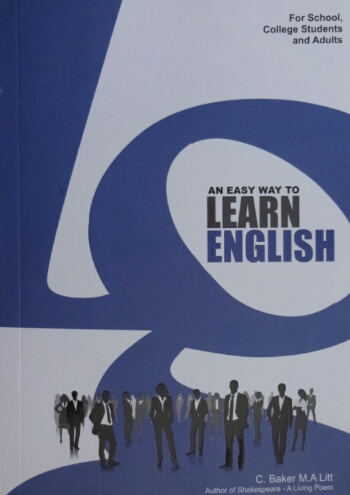 For School,
College Students
and Adults
AN EASY WAY TO
LEARN
ENGLISH
C. Baker M.A Litt
Author of Shakespeare - A Living Poem